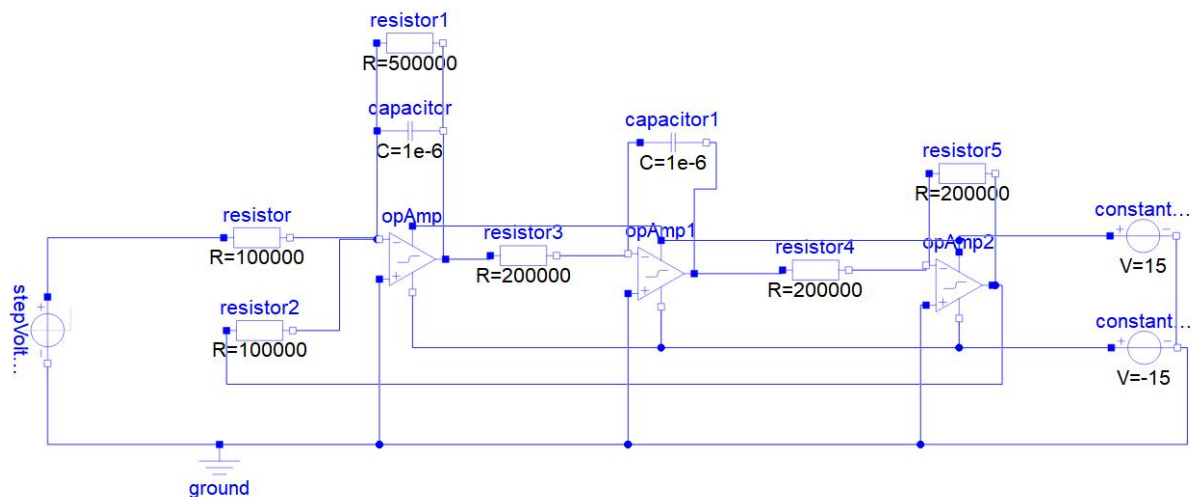 resistor1
R=500000
capacitor
C=1e-6
capacitor1
C=1e-6
resistor5
R=200000
resistor
R=100000
opAmp
resistor3
R=200000
opAmp1
resistor4
R=200000
opAmp2
constant...
V=15
stepVolt...
resistor2
R=100000
constant...
V=-15
ground